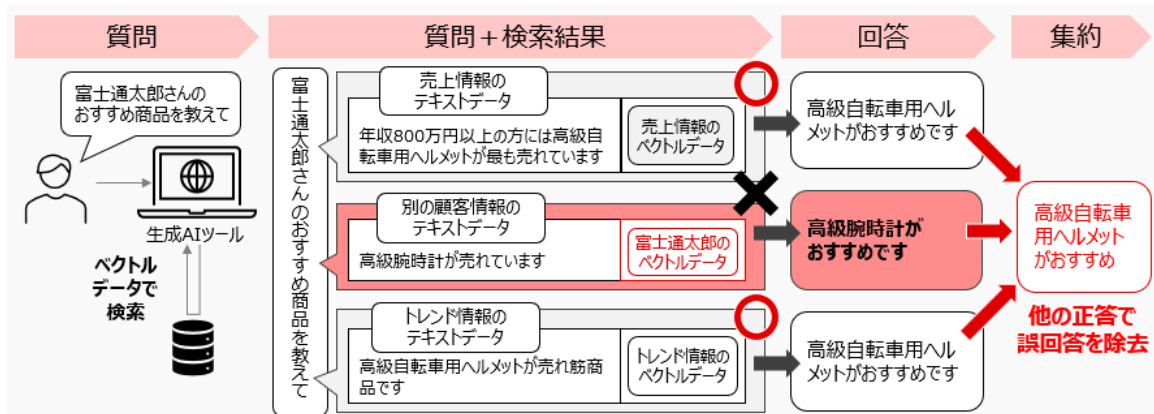 質問
質問＋検索結果
回答
集約
富士通太郎さんの
おすすめ商品を教えて
生成AIツール
ベクトル
データで
検索
富士通太郎さんのおすすめ商品を教えて
売上情報の
テキストデータ
年収800万円以上の方には高級自
転車用ヘルメットが最も売れています
売上情報の
ベクトルデータ
高級自転車用ヘル
メットがおすすめです
別の顧客情報の
テキストデータ
高級腕時計が売れています
富士通太郎の
ベクトルデータ
高級腕時計が
おすすめです
トレンド情報の
テキストデータ
高級自転車用ヘルメットが売れ筋商
品です
トレンド情報の
ベクトルデータ
高級自転車用ヘル
メットがおすすめです
高級自転車
用ヘルメット
がおすすめ
他の正答で
誤回答を除去